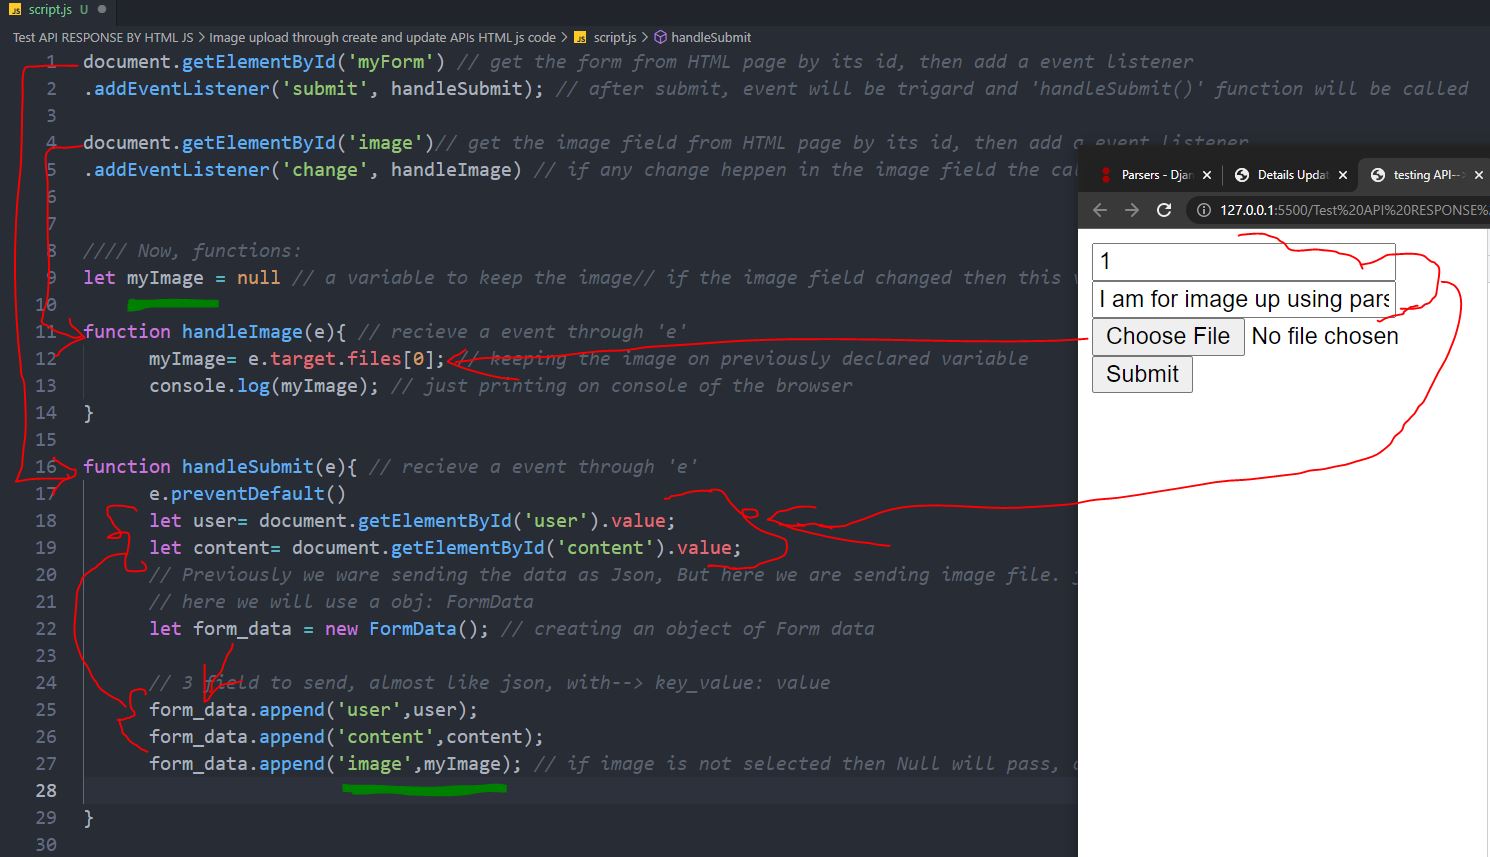 script.js U
Test API RESPONSE BY HTML JS > Image upload through create and update APIs HTML js code > JS script.js > handleSubmit
1 document.getElementById('myForm') // get the form from HTML page by its id, then add a event listener
2 .addEventListener('submit', handleSubmit); // after submit, event will be trigard and 'handleSubmit()' function will be called
3
4 document.getElementById('image')// get the image field from HTML page by its id, then add a event listener
5 .addEventListener('change', handleImage) // if any change heppen in the image field the ca
6
7
8 //// Now, functions:
9 let myImage = null // a variable to keep the image// if the image field changed then this
10
11 function handleImage(e){ // recieve a event through 'e'
12 myImage= e.target.files[0]; // keeping the image on previously declared variable
13 console.log(myImage); // just printing on console of the browser
14 }
15
16 function handleSubmit(e){ // recieve a event through 'e'
17 e.preventDefault()
18 let user= document.getElementById('user').value;
19 let content= document.getElementById('content').value;
20 // Previously we ware sending the data as Json, But here we are sending image file.
21 // here we will use a obj: FormData
22 let form_data = new FormData(); // creating an object of Form data
23
24 // 3 field to send, almost like json, with--> key_value: value
25 form_data.append('user',user);
26 form_data.append('content',content);
27 form_data.append('image',myImage); // if image is not selected then Null will pass,
28
29 }
30
Parsers - Djan Details Updat testing API--
127.0.0.1:5500/Test%20API%20RESPONSE%
1
I am for image up using pars
Choose File No file chosen
Submit